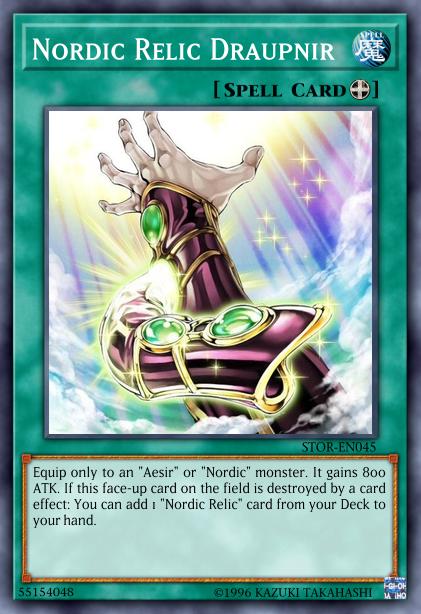 Nordic Relic Draupnir
SPELL
魔
[Spell Card]
STOR-EN045
Equip only to an "Aesir" or "Nordic" monster. It gains 800
ATK. If this face-up card on the field is destroyed by a card
effect: You can add 1 "Nordic Relic" card from your Deck to
your hand.
55154048
©1996 KAZUKI TAKAHASHI